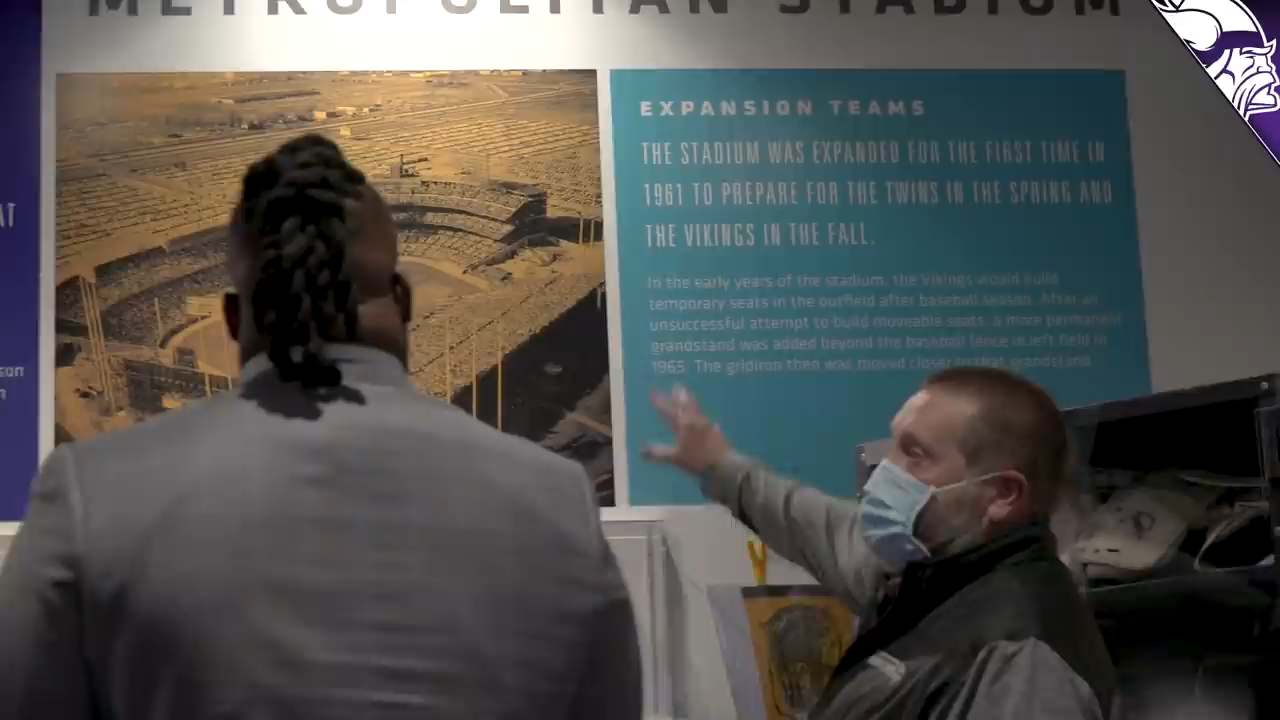 METROPOLITAN STADIUM
EXPANSION TEAMS
THE STADIUM WAS EXPANDED FOR THE FIRST TIME IN
1961 TO PREPARE FOR THE TWINS IN THE SPRING AND
THE VIKINGS IN THE FALL.
In the early years of the stadium, the Vikings would build
temporary seats in the outfield after baseball season. After an
unsuccessful attempt to build moveable seats, a more permanent
grandstand was added beyond the baseball fence in left field in
1965. The gridiron then was moved closer to that grandstand.